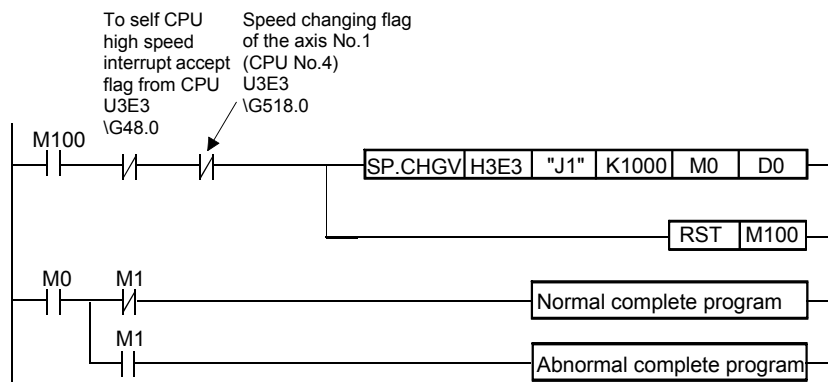 To self CPU
high speed
interrupt accept
flag from CPU
U3E3
\G48.0
Speed changing flag
of the axis No.1
(CPU No.4)
U3E3
\G518.0
M100
SP.CHGV H3E3 "J1" K1000 M0 D0
RST M100
M0 M1
Normal complete program
M1
Abnormal complete program